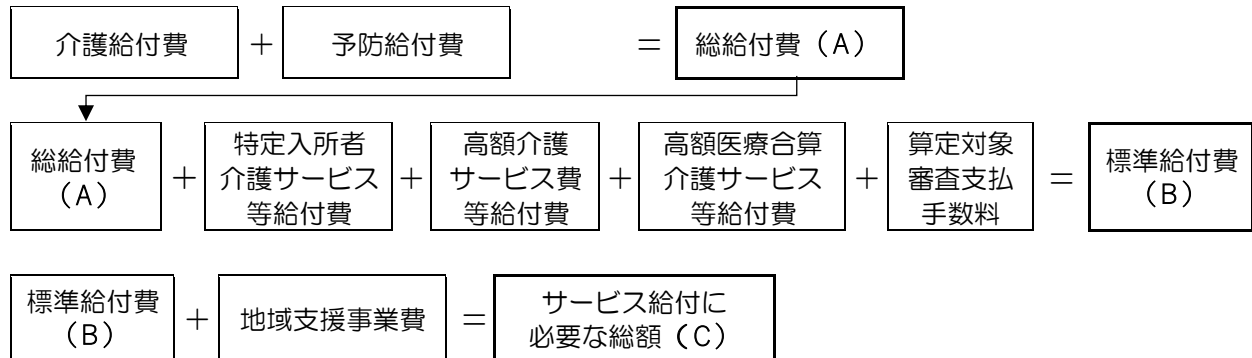 介護給付費 ＋ 予防給付費 ＝ 総給付費（A）
総給付費
（A）
＋
特定入所者
介護サービス
等給付費
＋
高額介護
サービス費
等給付費
＋
高額医療合算
介護サービス
等給付費
＋
算定対象
審査支払
手数料
＝
標準給付費
（B）
標準給付費
（B）
＋
地域支援事業費
＝
サービス給付に
必要な総額（C）